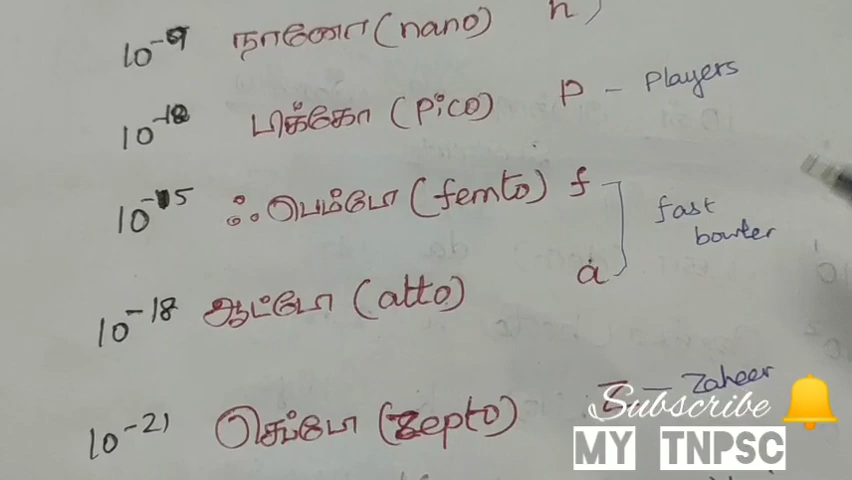 10⁻⁹ நானோ (nano) n
10⁻¹² பிக்கோ (pico) P – Players
10⁻¹⁵ ஃபெம்டோ (femto) f fast
bowler
10⁻¹⁸ ஆட்டோ (atto) a
10⁻²¹ செப்டோ (zepto) z – Zaheer
Subscribe
MY TNPSC